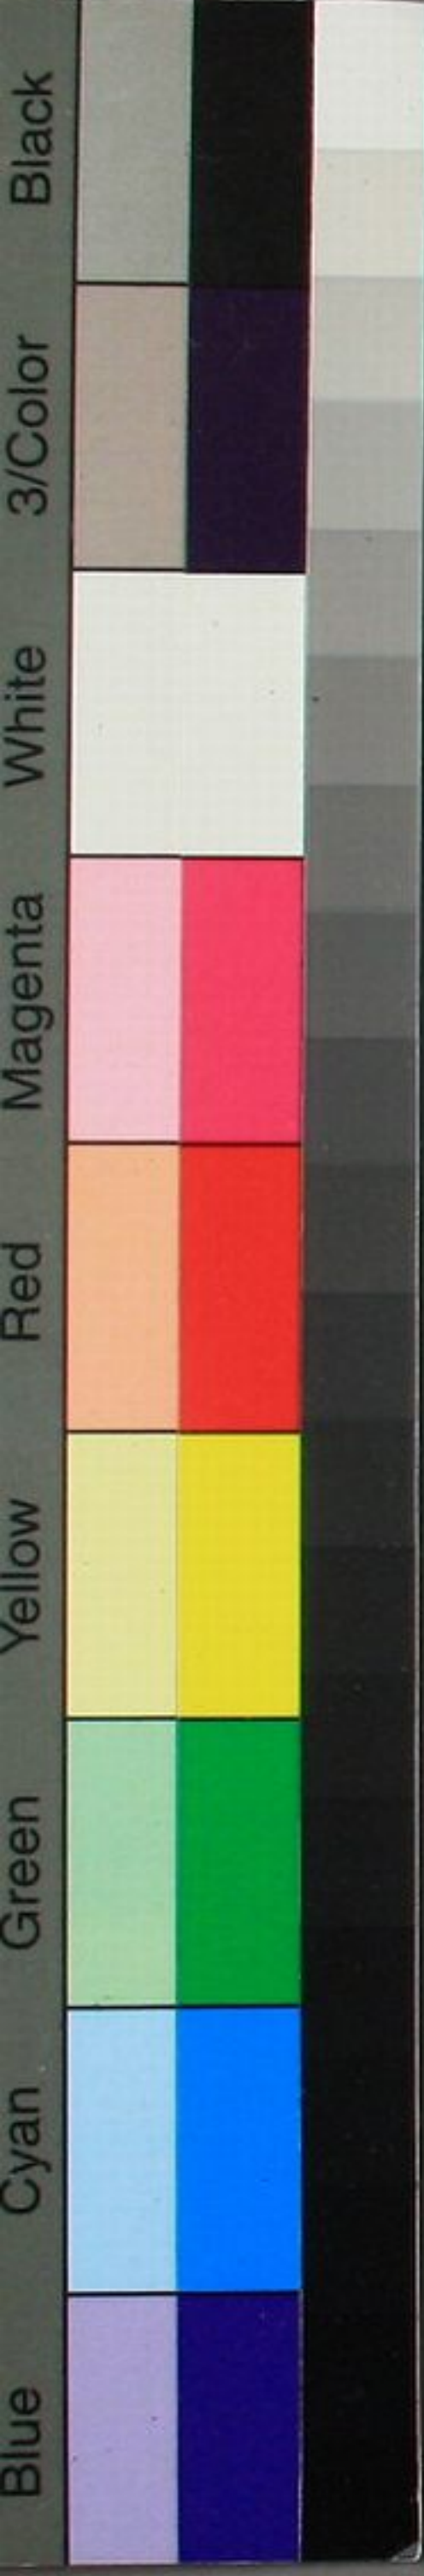 Black
3/Color
White
Magenta
Red
Yellow
Green
Cyan
Blue